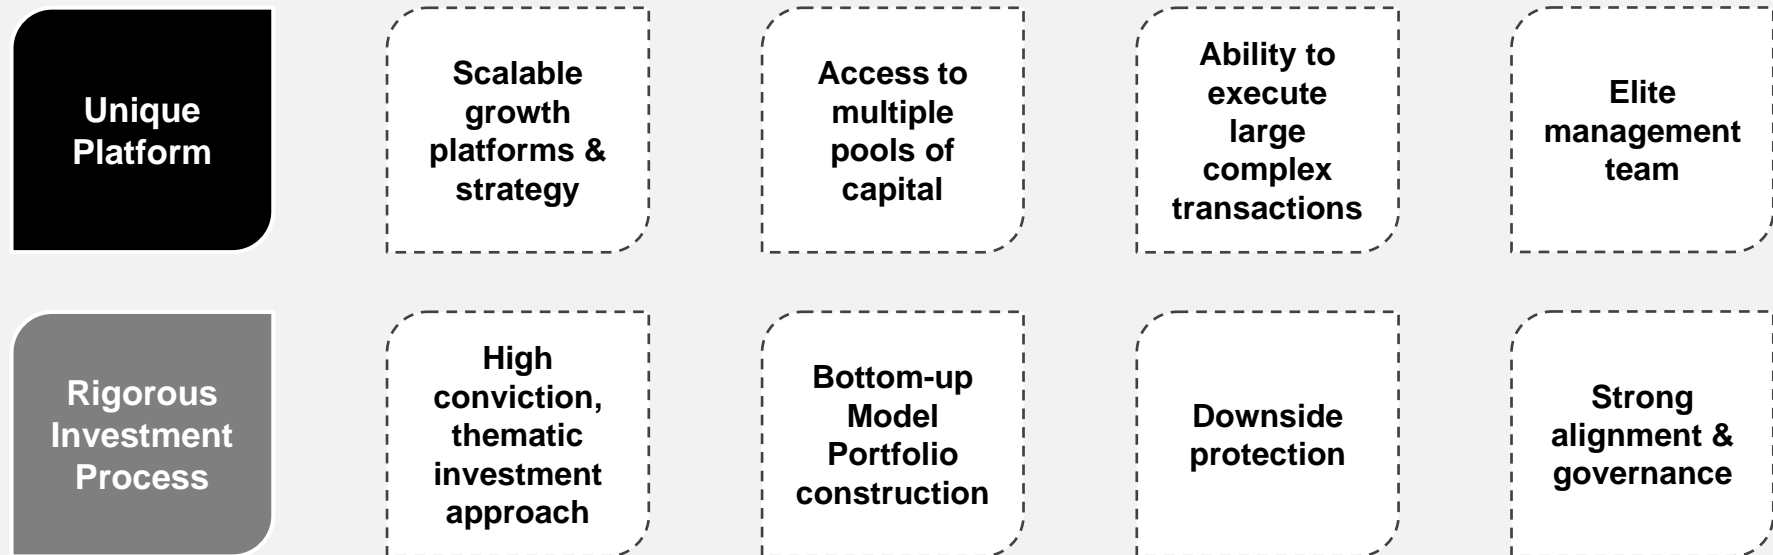 Unique
Platform
Scalable
growth
platforms &
strategy
Access to
multiple
pools of
capital
Ability to
execute
large
complex
transactions
Elite
management
team
Rigorous
Investment
Process
High
conviction,
thematic
investment
approach
Bottom-up
Model
Portfolio
construction
Downside
protection
Strong
alignment &
governance